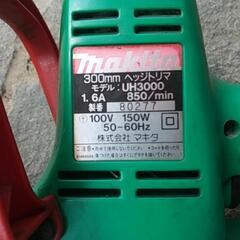 makita
300mm ヘッジトリマ
モデル: UH3000
1.6A 850/min
製番 80277
100V 150W
50-60Hz
株式会社 マキタ